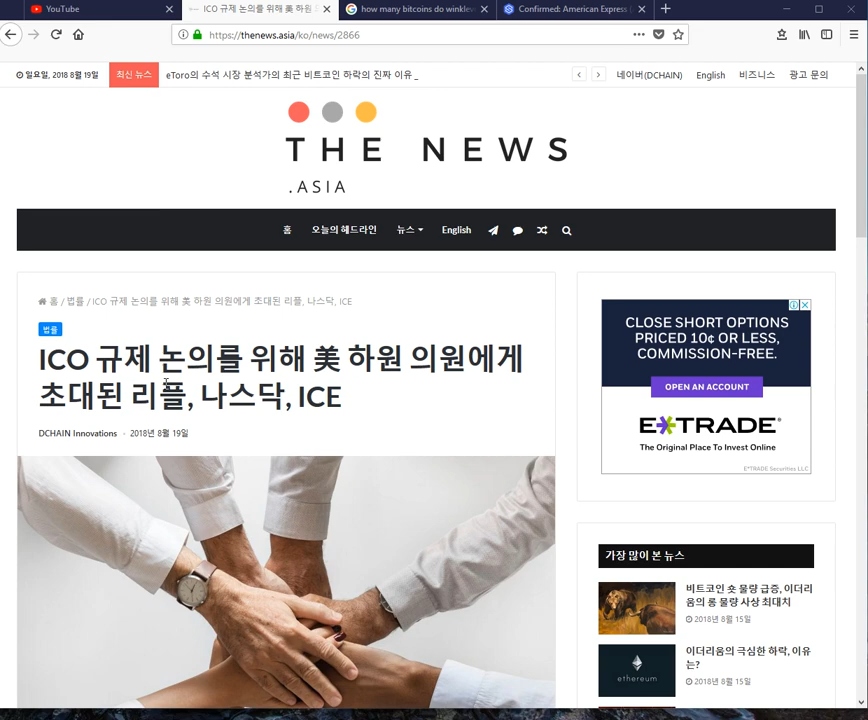 YouTube
ICO 규제 논의를 위해 美 하원 의
how many bitcoins do winklev
Confirmed: American Express (
https://thenews.asia/ko/news/2866
일요일, 2018 8월 19일
최신 뉴스
eToro의 수석 시장 분석가의 최근 비트코인 하락의 진짜 이유 _
네이버(DCHAIN)
English
비즈니스
광고 문의
THE NEWS
.ASIA
홈
오늘의 헤드라인
뉴스
English
홈 / 법률 / ICO 규제 논의를 위해 美 하원 의원에게 초대된 리플, 나스닥, ICE
법률
ICO 규제 논의를 위해 美 하원 의원에게
초대된 리플, 나스닥, ICE
DCHAIN Innovations - 2018년 8월 19일
CLOSE SHORT OPTIONS
PRICED 10¢ OR LESS,
COMMISSION-FREE.
OPEN AN ACCOUNT
E*TRADE®
The Original Place To Invest Online
E*TRADE Securities LLC
가장 많이 본 뉴스
비트코인 숏 물량 급증, 이더리
움의 롱 물량 사상 최대치
2018년 8월 15일
ethereum
이더리움의 극심한 하락, 이유
는?
2018년 8월 15일